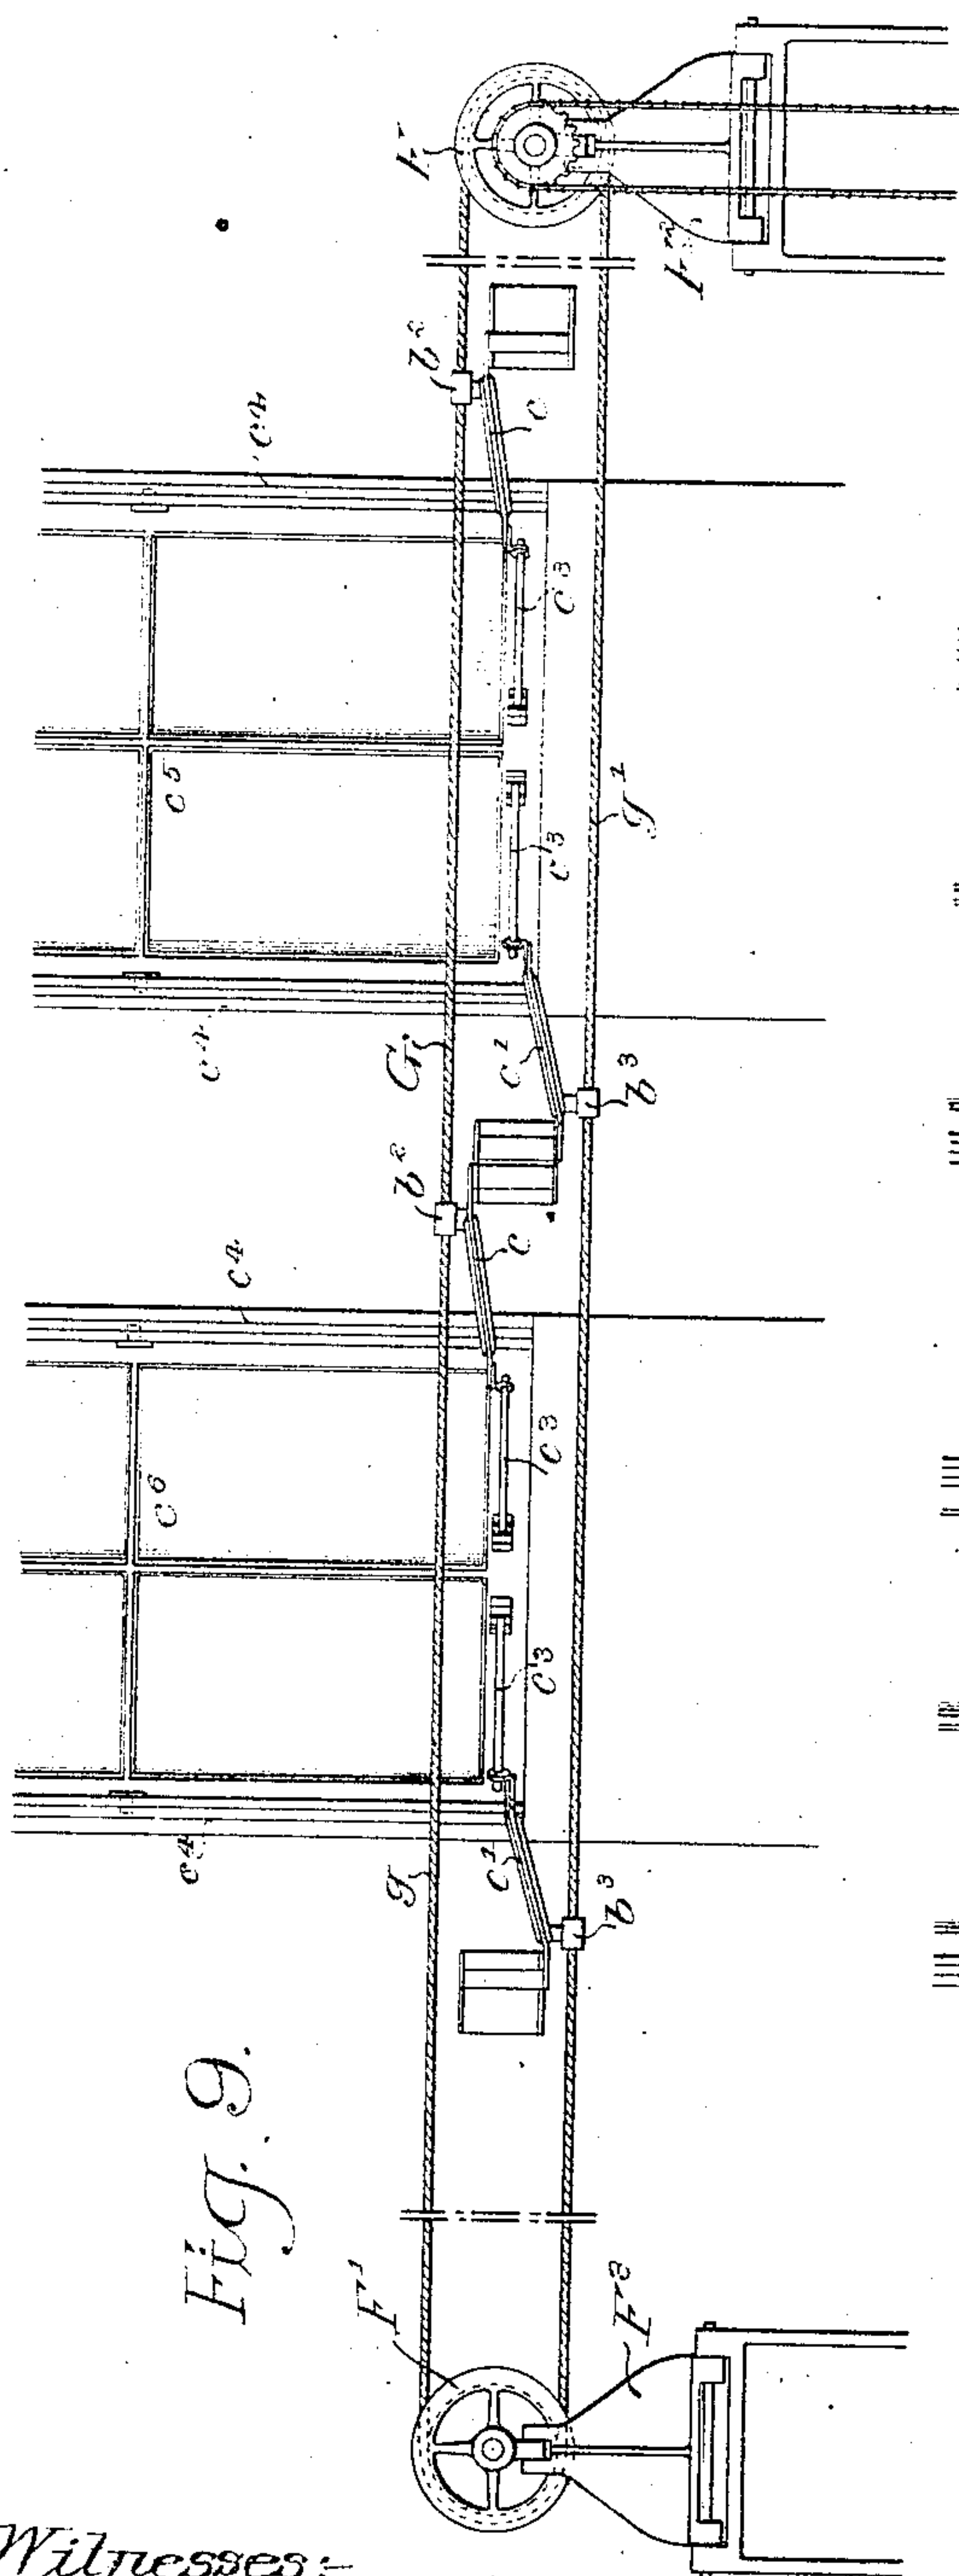 Fig. 9.
F
F²
b²
c
c⁴
c³
c⁵
c³
g¹
c⁴
G
c¹
b³
b²
c
c⁴
c³
c⁶
c³
c⁴
g
c¹
b³
F¹
F²
Witnesses:-